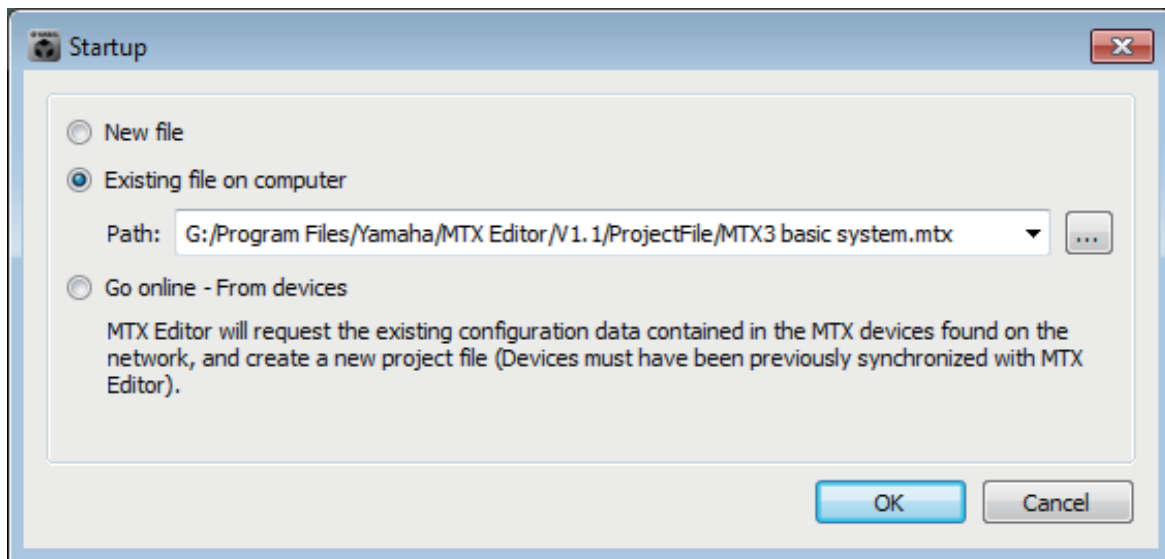 Startup
New file
Existing file on computer
Path: G:/Program Files/Yamaha/MTX Editor/V1.1/ProjectFile/MTX3 basic system.mtx ...
Go online - From devices
MTX Editor will request the existing configuration data contained in the MTX devices found on the
network, and create a new project file (Devices must have been previously synchronized with MTX
Editor).
OK Cancel